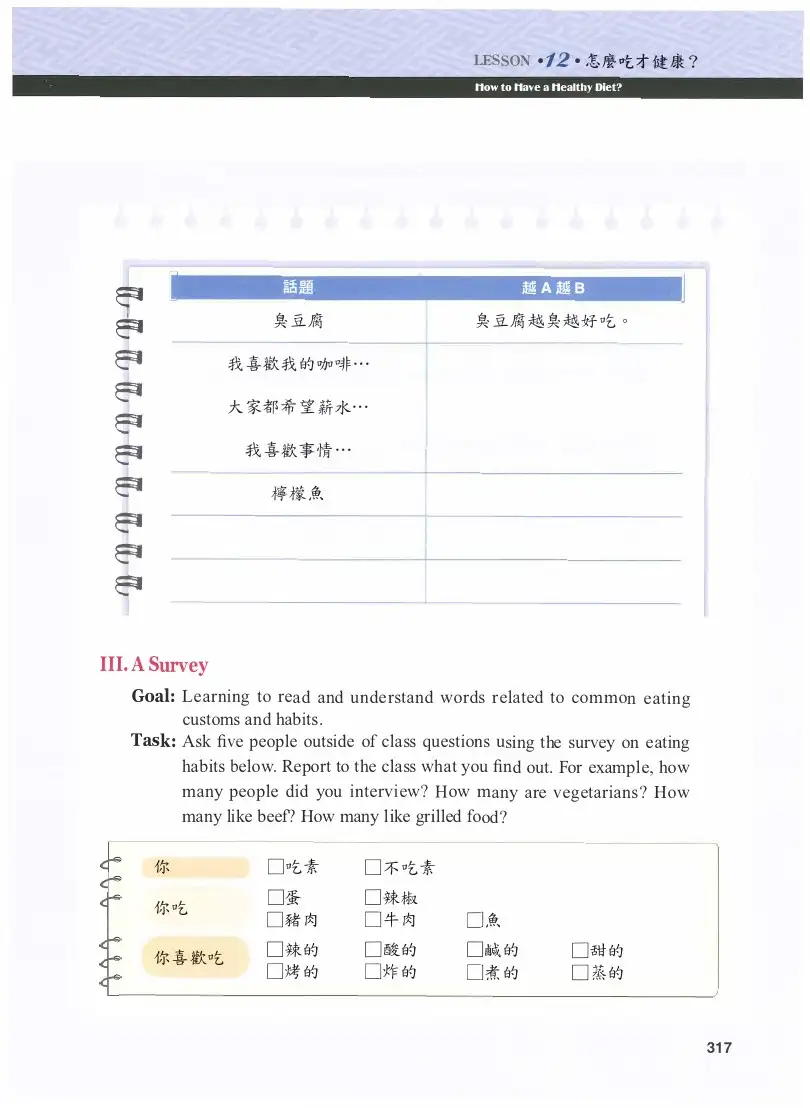 LESSON •12 • 怎麼吃才健康？
How to Have a Healthy Diet?
話題 越 A 越 B
臭豆腐 臭豆腐越臭越好吃。
我喜歡我的咖啡…
大家都希望薪水…
我喜歡事情…
檸檬魚
III. A Survey
Goal: Learning to read and understand words related to common eating
customs and habits.
Task: Ask five people outside of class questions using the survey on eating
habits below. Report to the class what you find out. For example, how
many people did you interview? How many are vegetarians? How
many like beef? How many like grilled food?
你 □吃素 □不吃素
你吃 □蛋 □辣椒
□豬肉 □牛肉 □魚
你喜歡吃 □辣的 □酸的 □鹹的 □甜的
□烤的 □炸的 □煮的 □蒸的
317